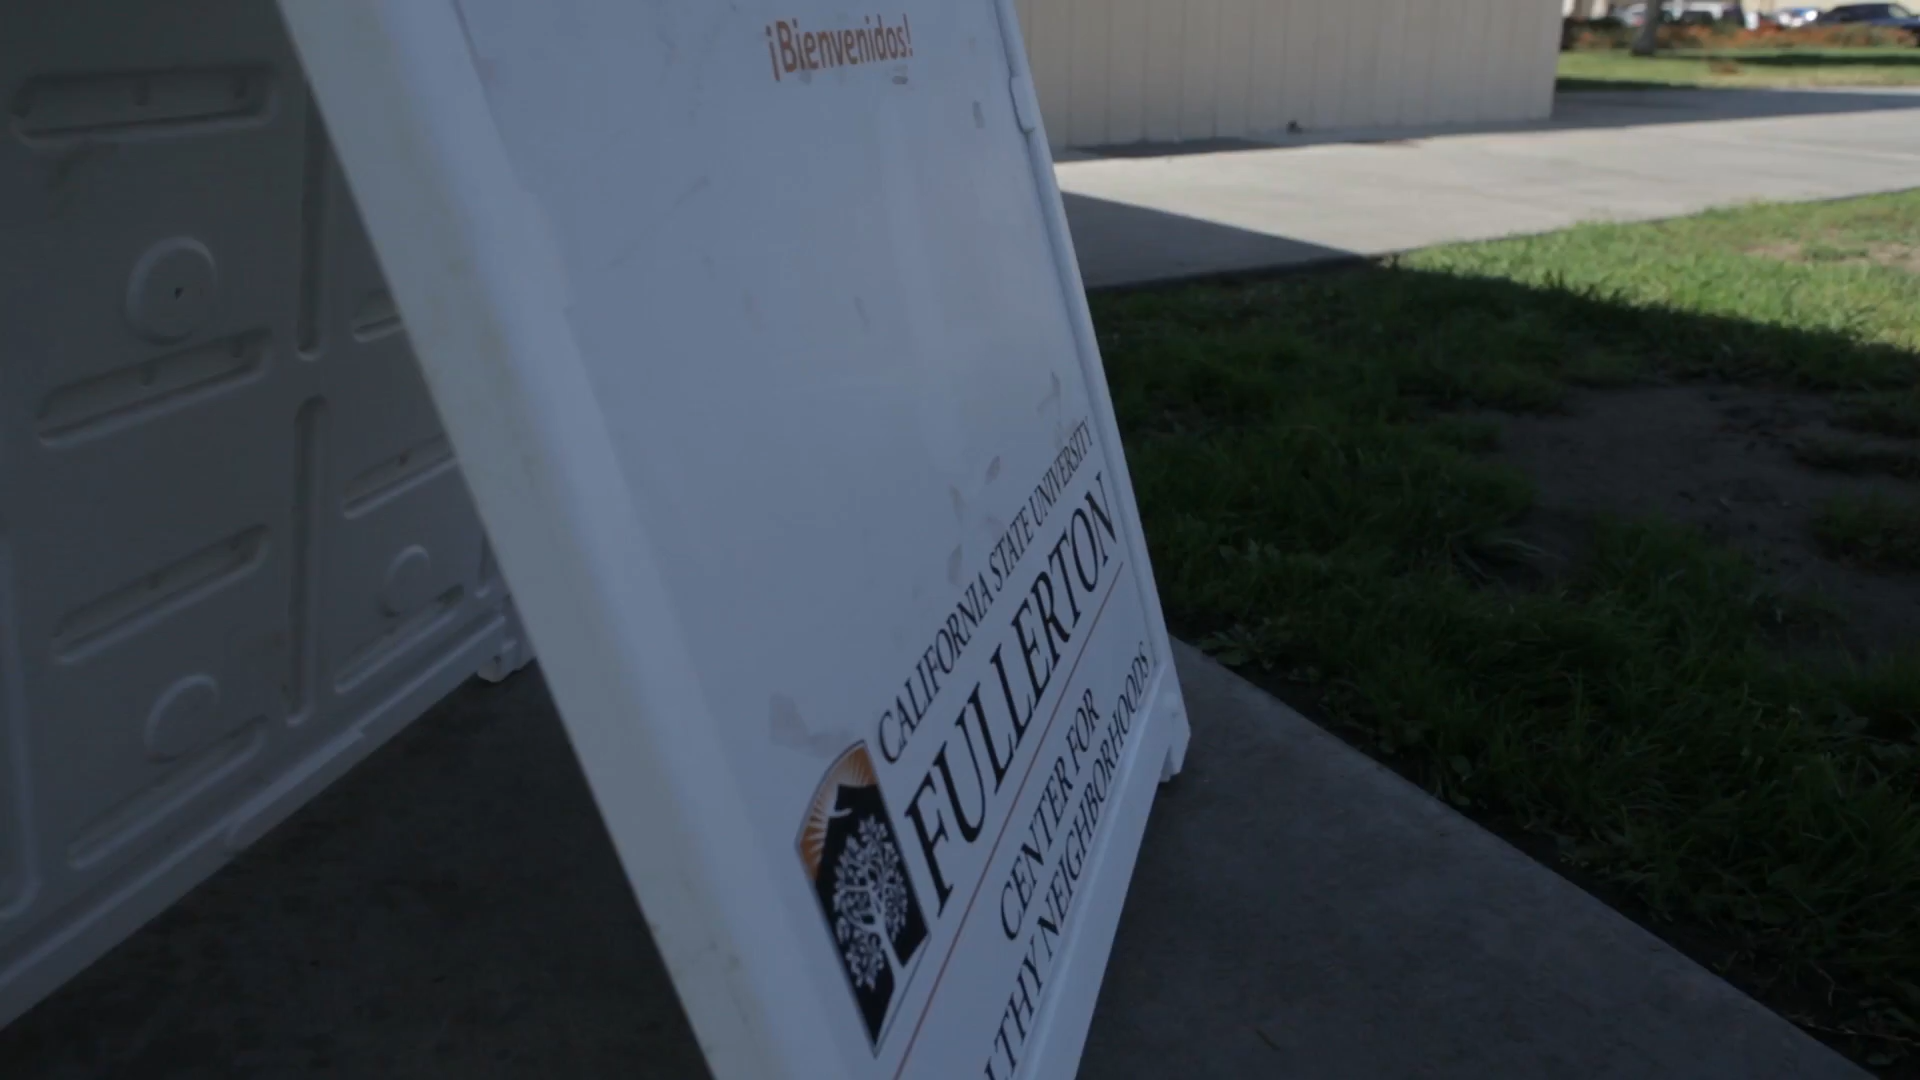 ¡Bienvenidos!
CALIFORNIA STATE UNIVERSITY
FULLERTON
CENTER FOR
LTHY NEIGHBORHOODS